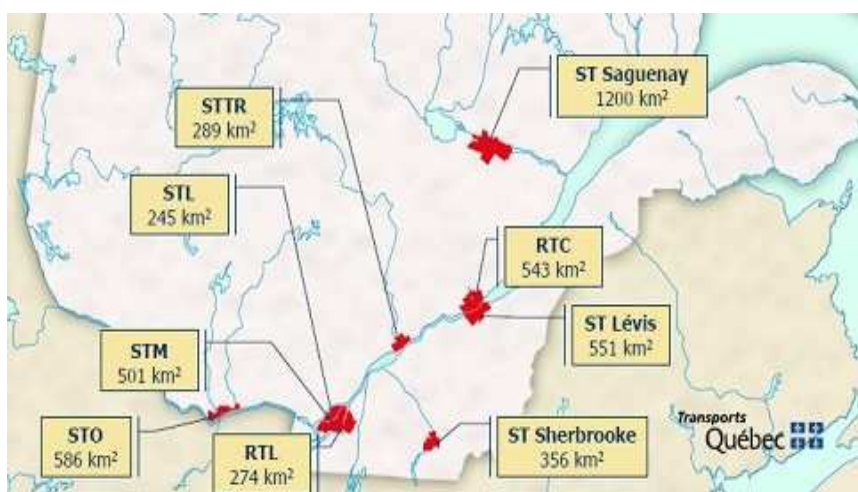 ST Saguenay
1200 km²
STTR
289 km²
STL
245 km²
RTC
543 km²
ST Lévis
551 km²
STM
501 km²
STO
586 km²
RTL
274 km²
ST Sherbrooke
356 km²
Transports
Québec